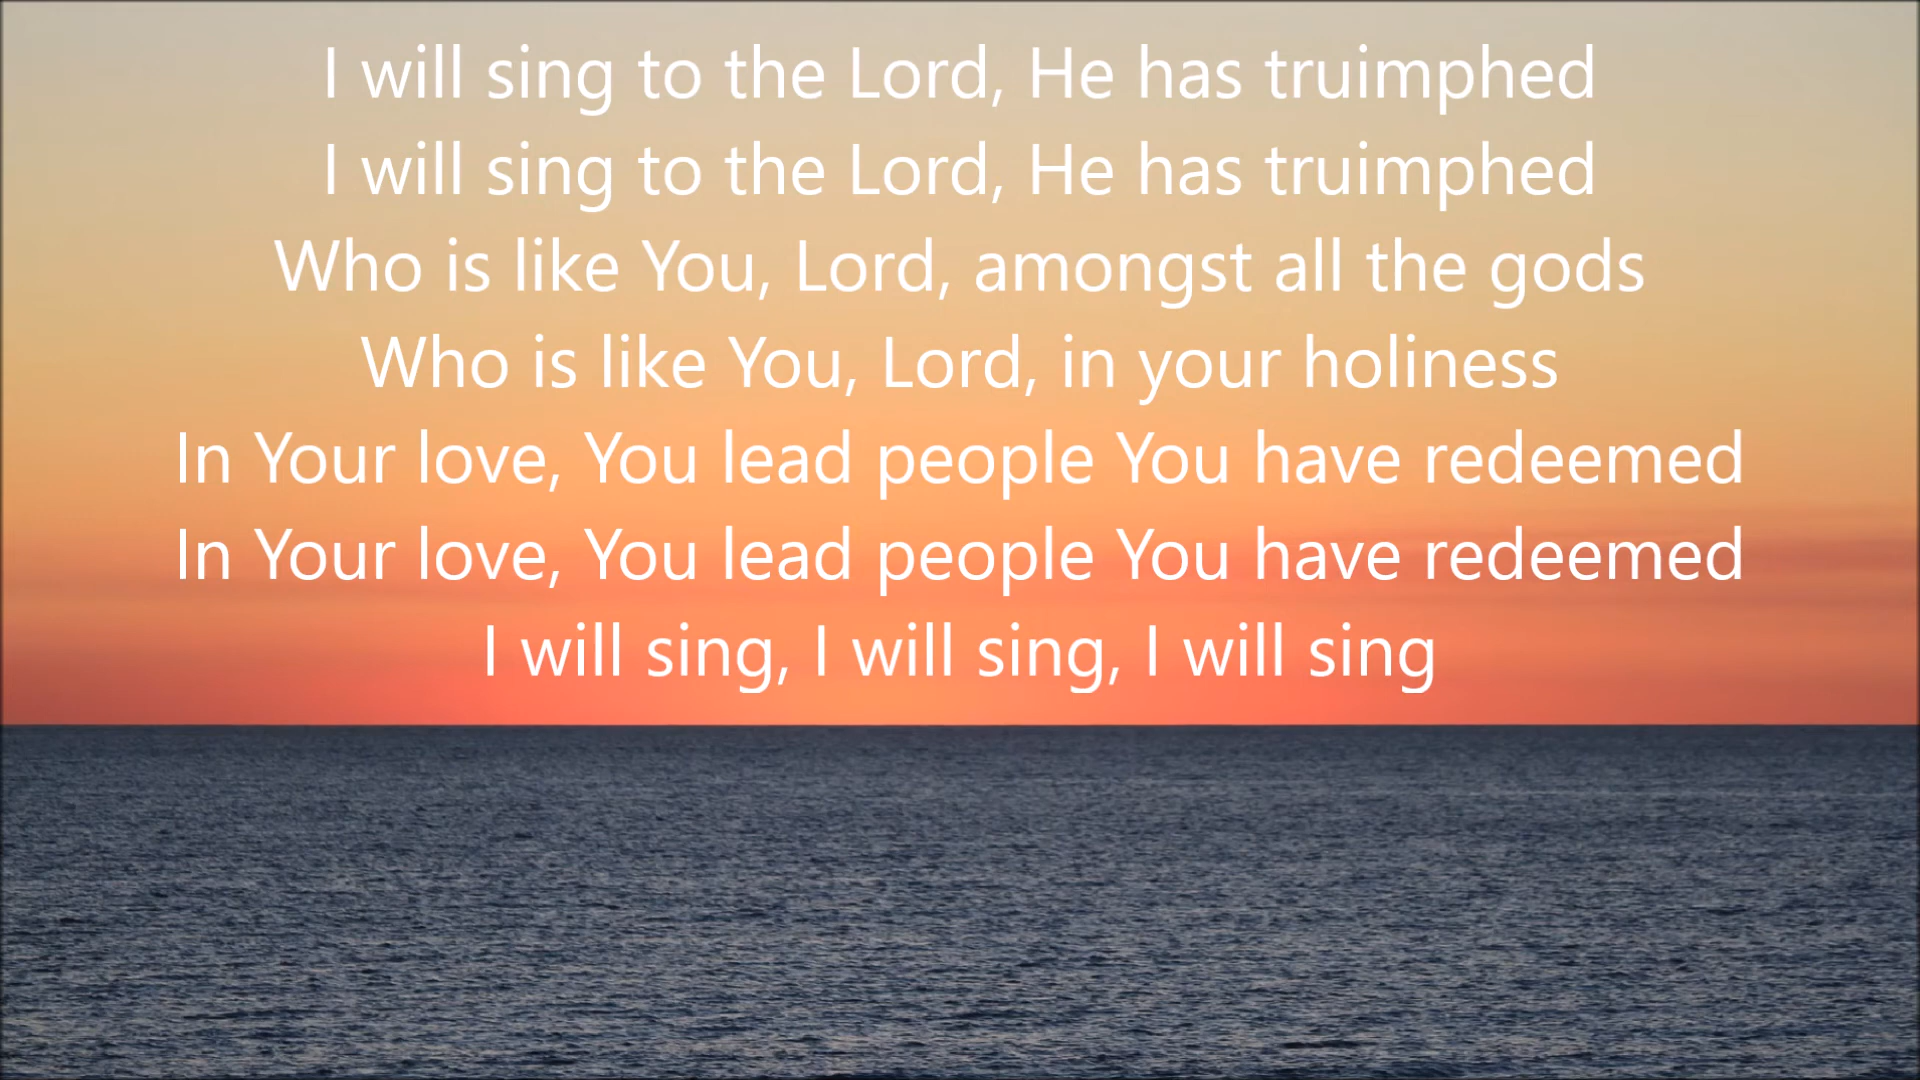 I will sing to the Lord, He has truimphed
I will sing to the Lord, He has truimphed
Who is like You, Lord, amongst all the gods
Who is like You, Lord, in your holiness
In Your love, You lead people You have redeemed
In Your love, You lead people You have redeemed
I will sing, I will sing, I will sing